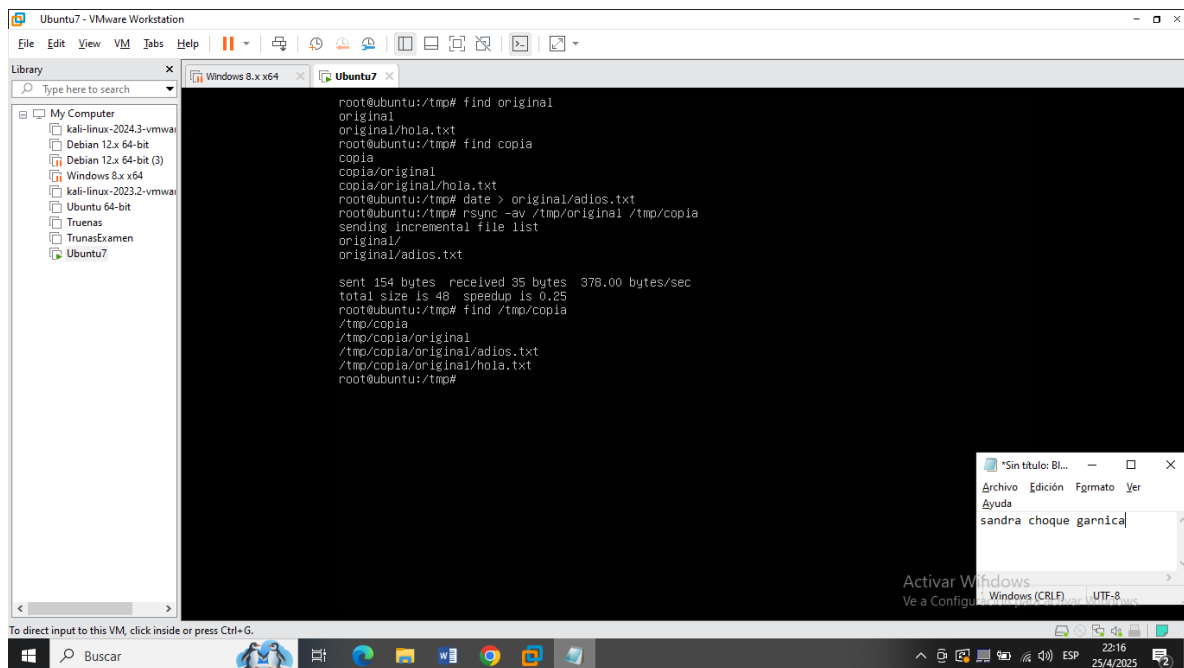 Ubuntu7 - VMware Workstation
File Edit View VM Tabs Help
Library
Type here to search
My Computer
kali-linux-2024.3-vmwar
Debian 12.x 64-bit
Debian 12.x 64-bit (3)
Windows 8.x x64
kali-linux-2023.2-vmwar
Ubuntu 64-bit
Truenas
TrunasExamen
Ubuntu7
Windows 8.x x64
Ubuntu7
root@ubuntu:/tmp# find original
original
original/hola.txt
root@ubuntu:/tmp# find copia
copia
copia/original
copia/original/hola.txt
root@ubuntu:/tmp# date > original/adios.txt
root@ubuntu:/tmp# rsync -av /tmp/original /tmp/copia
sending incremental file list
original/
original/adios.txt
sent 154 bytes  received 35 bytes  378.00 bytes/sec
total size is 48  speedup is 0.25
root@ubuntu:/tmp# find /tmp/copia
/tmp/copia
/tmp/copia/original
/tmp/copia/original/adios.txt
/tmp/copia/original/hola.txt
root@ubuntu:/tmp#
*Sin título: Bl...
Archivo Edición Formato Ver
Ayuda
sandra choque garnica
Activar Windows
Ve a Configu
Windows (CRLF) UTF-8
To direct input to this VM, click inside or press Ctrl+G.
Buscar
ESP
22:16
25/4/2025
2